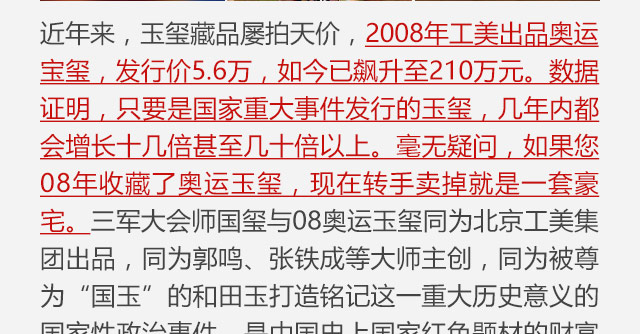 近年来，玉玺藏品屡拍天价，2008年工美出品奥运
宝玺，发行价5.6万，如今已飙升至210万元。数据
证明，只要是国家重大事件发行的玉玺，几年内都
会增长十几倍甚至几十倍以上。毫无疑问，如果您
08年收藏了奥运玉玺，现在转手卖掉就是一套豪
宅。三军大会师国玺与08奥运玉玺同为北京工美集
团出品，同为郭鸣、张铁成等大师主创，同为被尊
为“国玉”的和田玉打造铭记这一重大历史意义的
国家性政治事件，是中国史上国家红色题材的财富